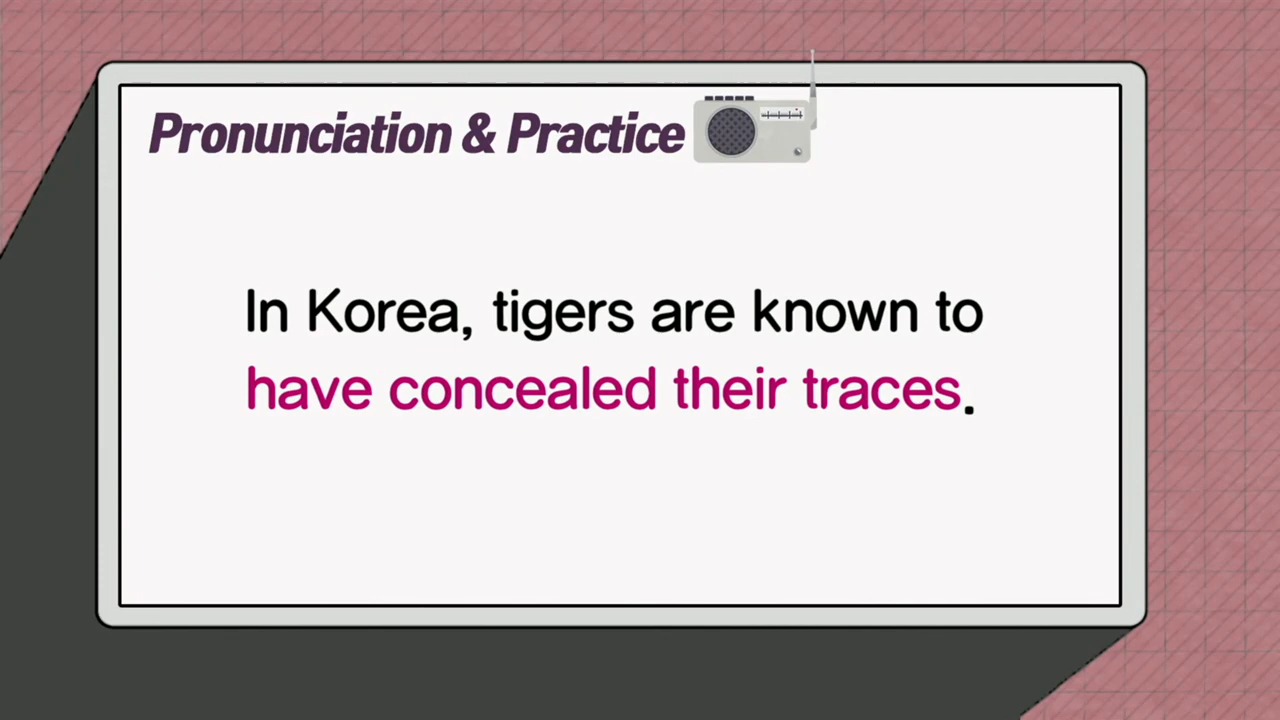 Pronunciation & Practice
In Korea, tigers are known to
have concealed their traces.